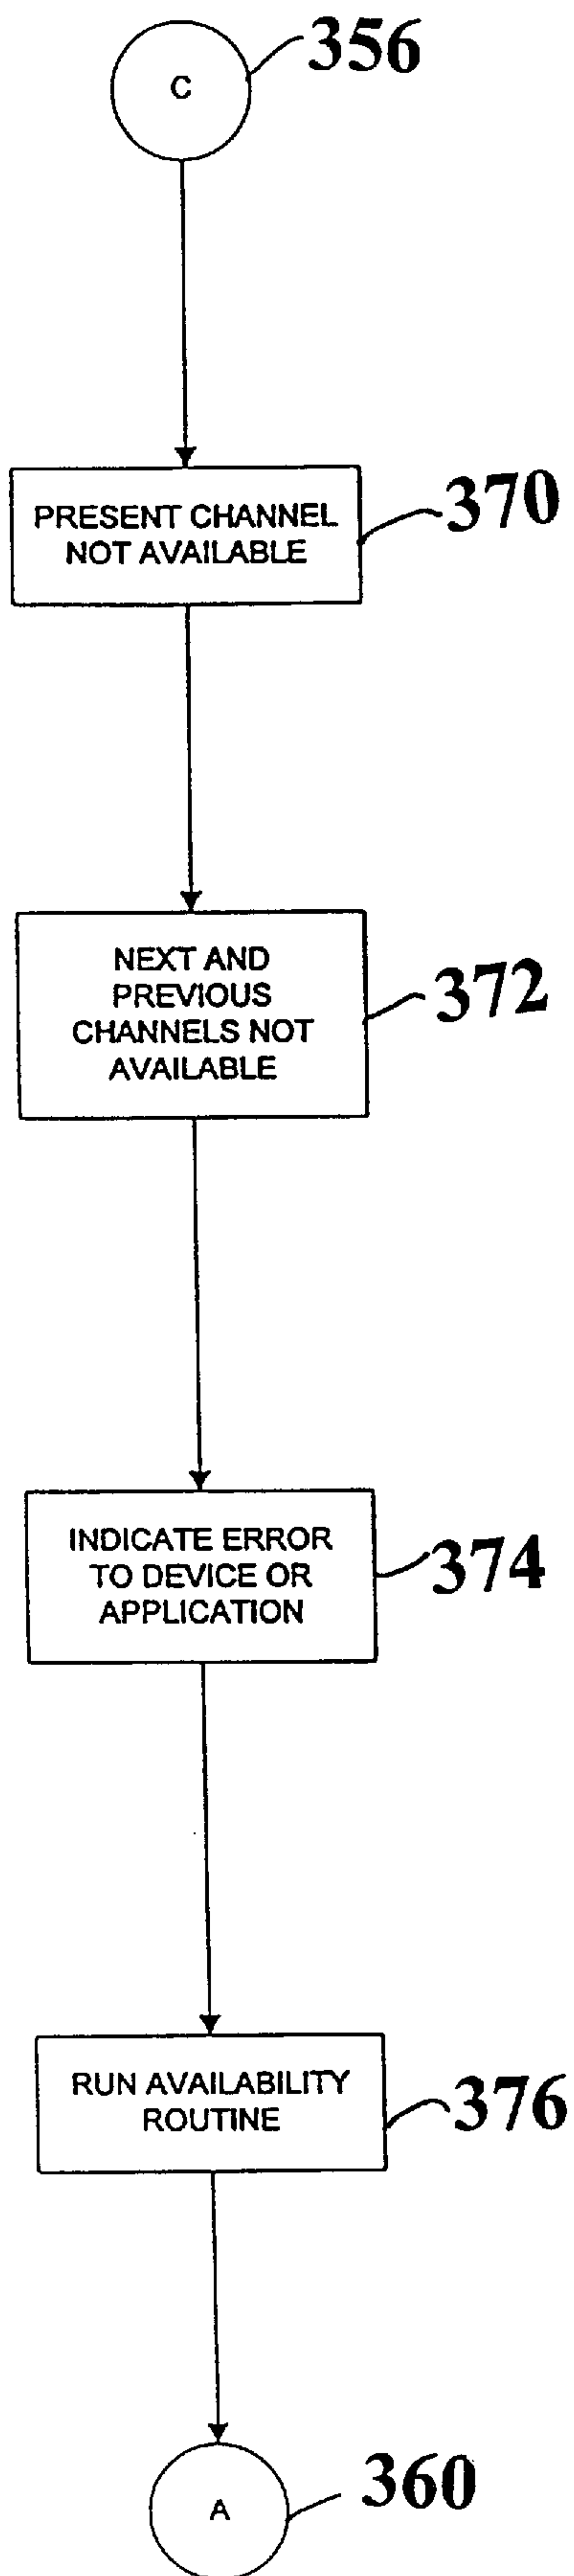 C
356
PRESENT CHANNEL
NOT AVAILABLE
370
NEXT AND
PREVIOUS
CHANNELS NOT
AVAILABLE
372
INDICATE ERROR
TO DEVICE OR
APPLICATION
374
RUN AVAILABILITY
ROUTINE
376
A
360